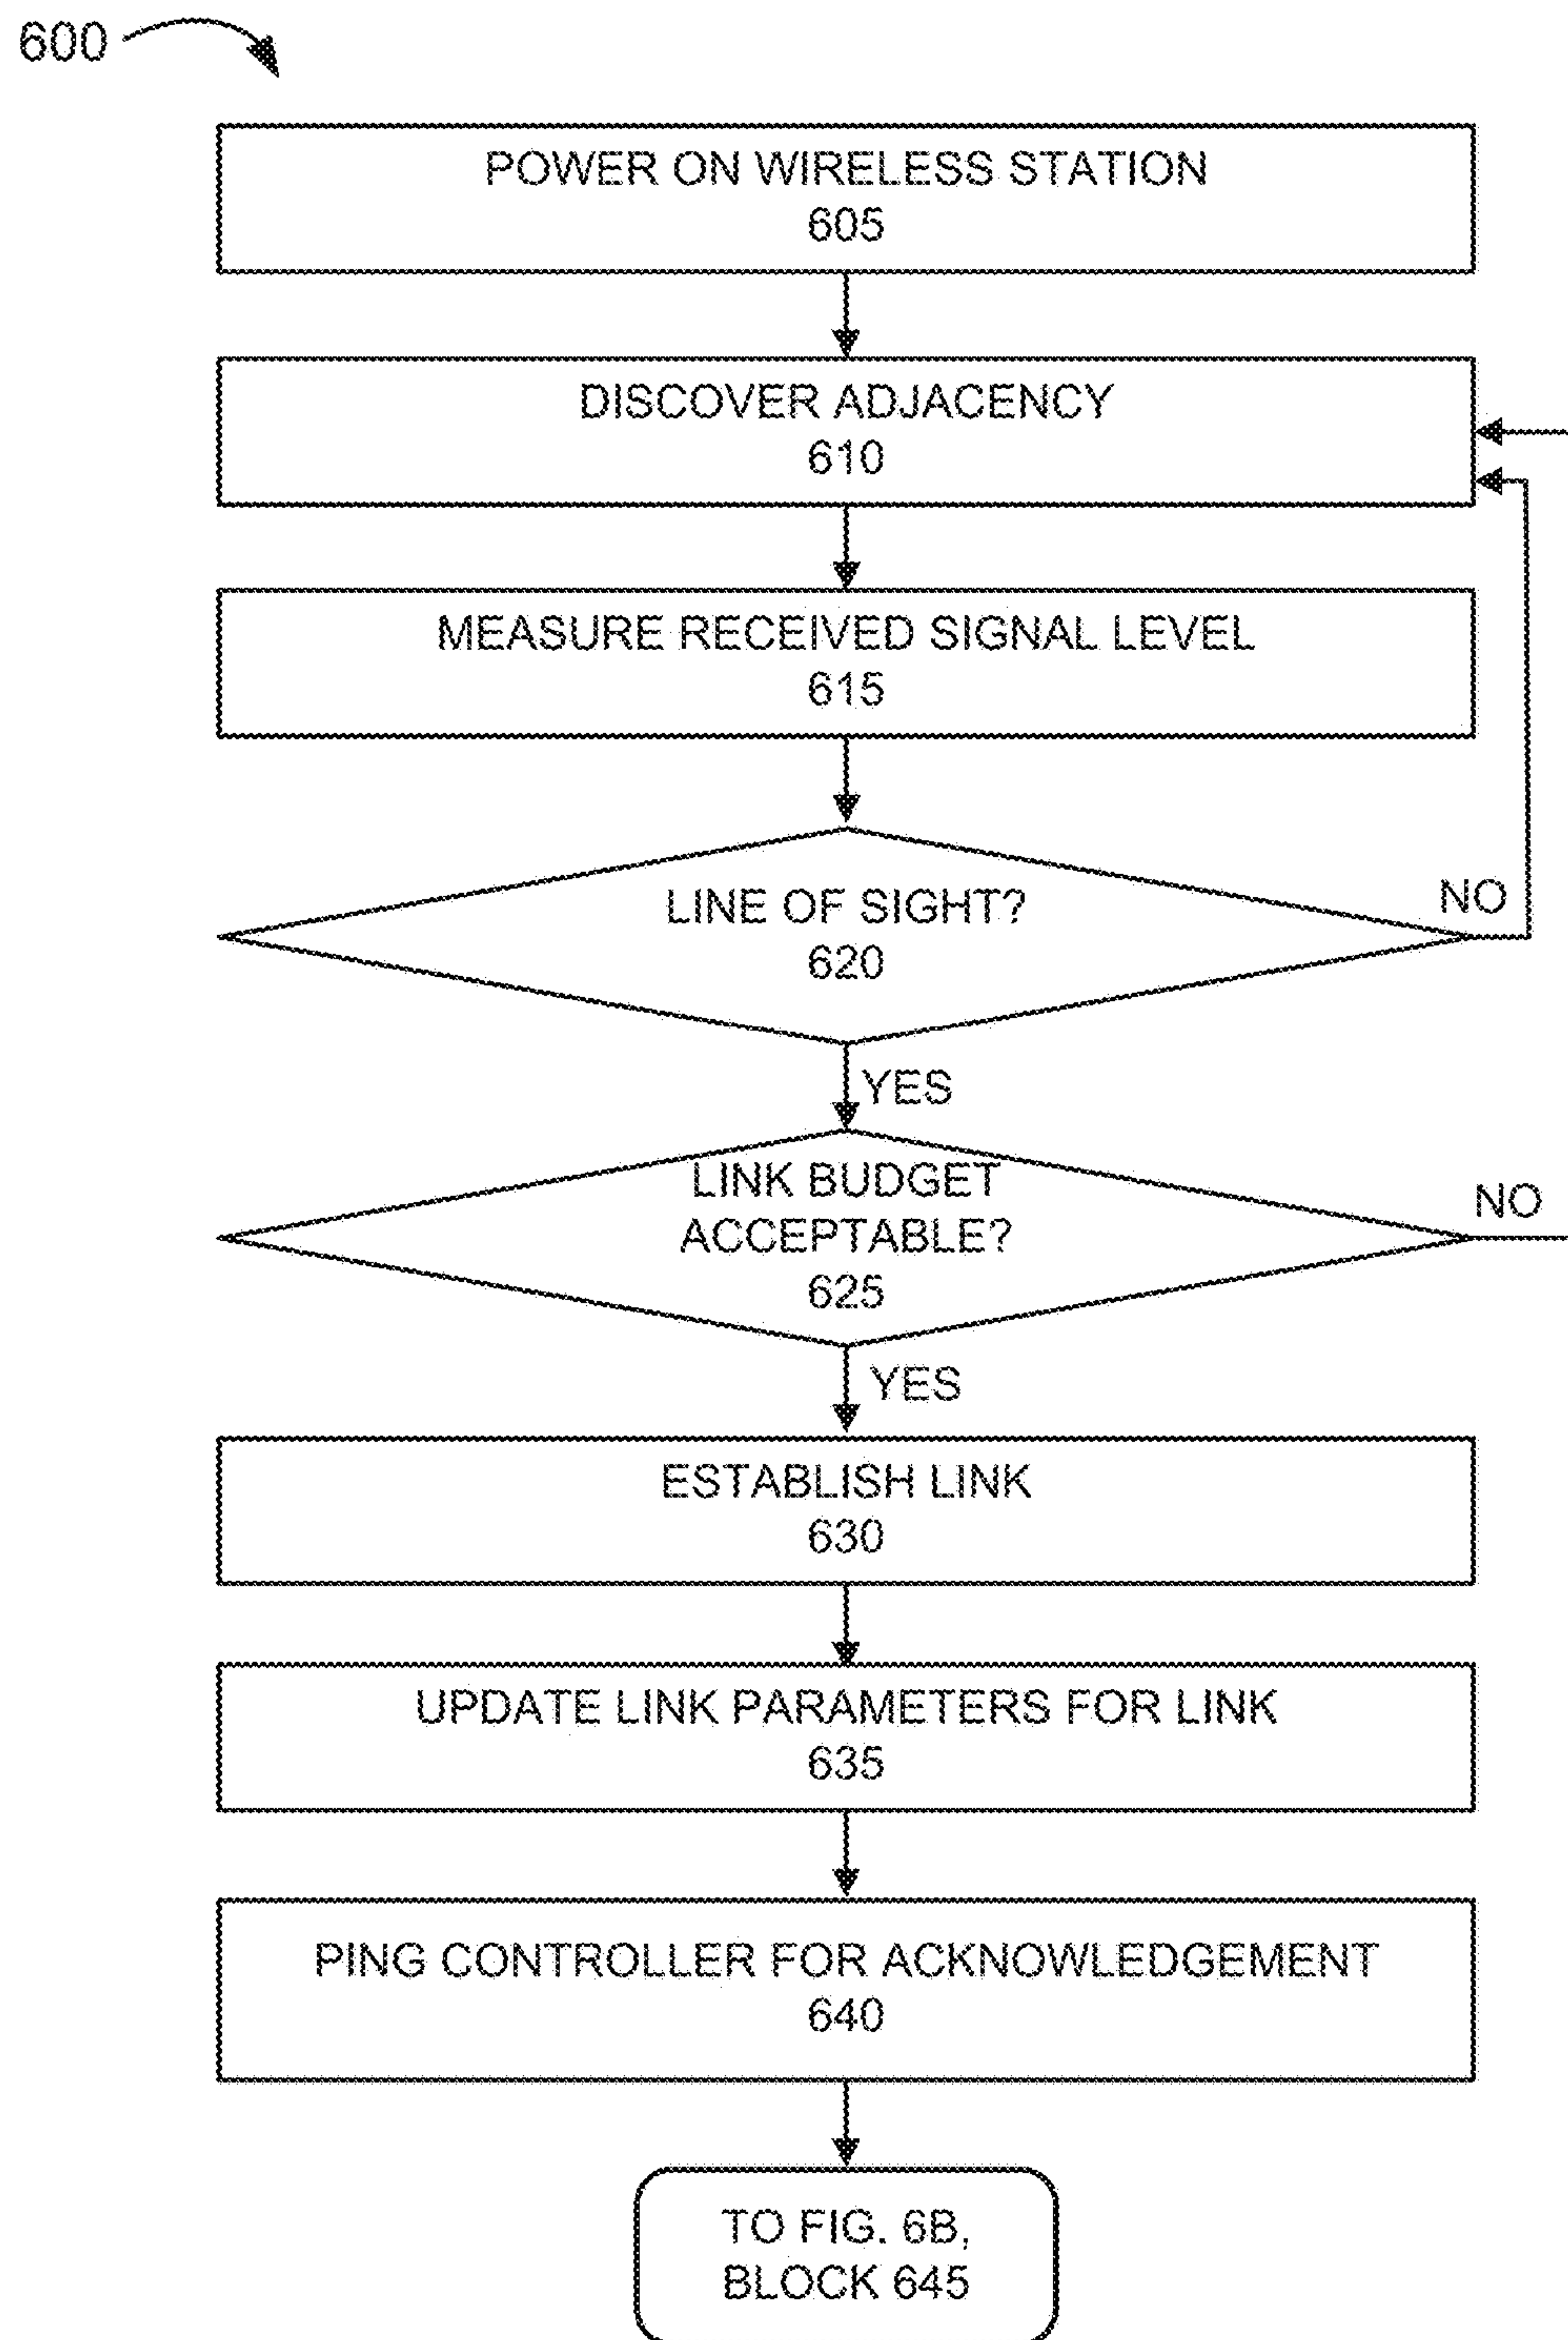 600
POWER ON WIRELESS STATION
605
DISCOVER ADJACENCY
610
MEASURE RECEIVED SIGNAL LEVEL
615
LINE OF SIGHT?
620
NO
YES
LINK BUDGET
ACCEPTABLE?
625
NO
YES
ESTABLISH LINK
630
UPDATE LINK PARAMETERS FOR LINK
635
PING CONTROLLER FOR ACKNOWLEDGEMENT
640
TO FIG. 6B,
BLOCK 645